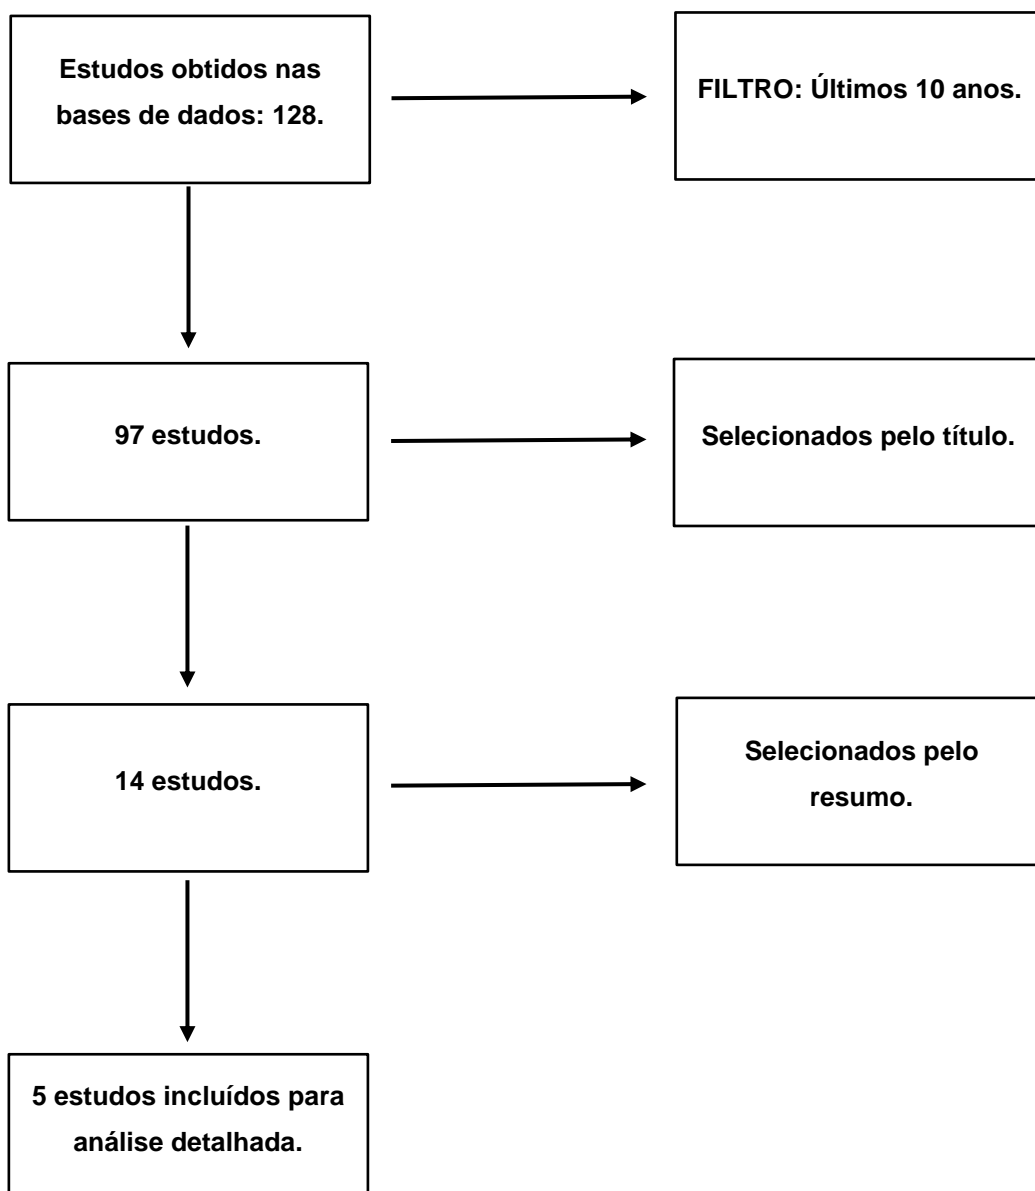 Estudos obtidos nas
bases de dados: 128.
FILTRO: Últimos 10 anos.
97 estudos.
Selecionados pelo título.
14 estudos.
Selecionados pelo
resumo.
5 estudos incluídos para
análise detalhada.